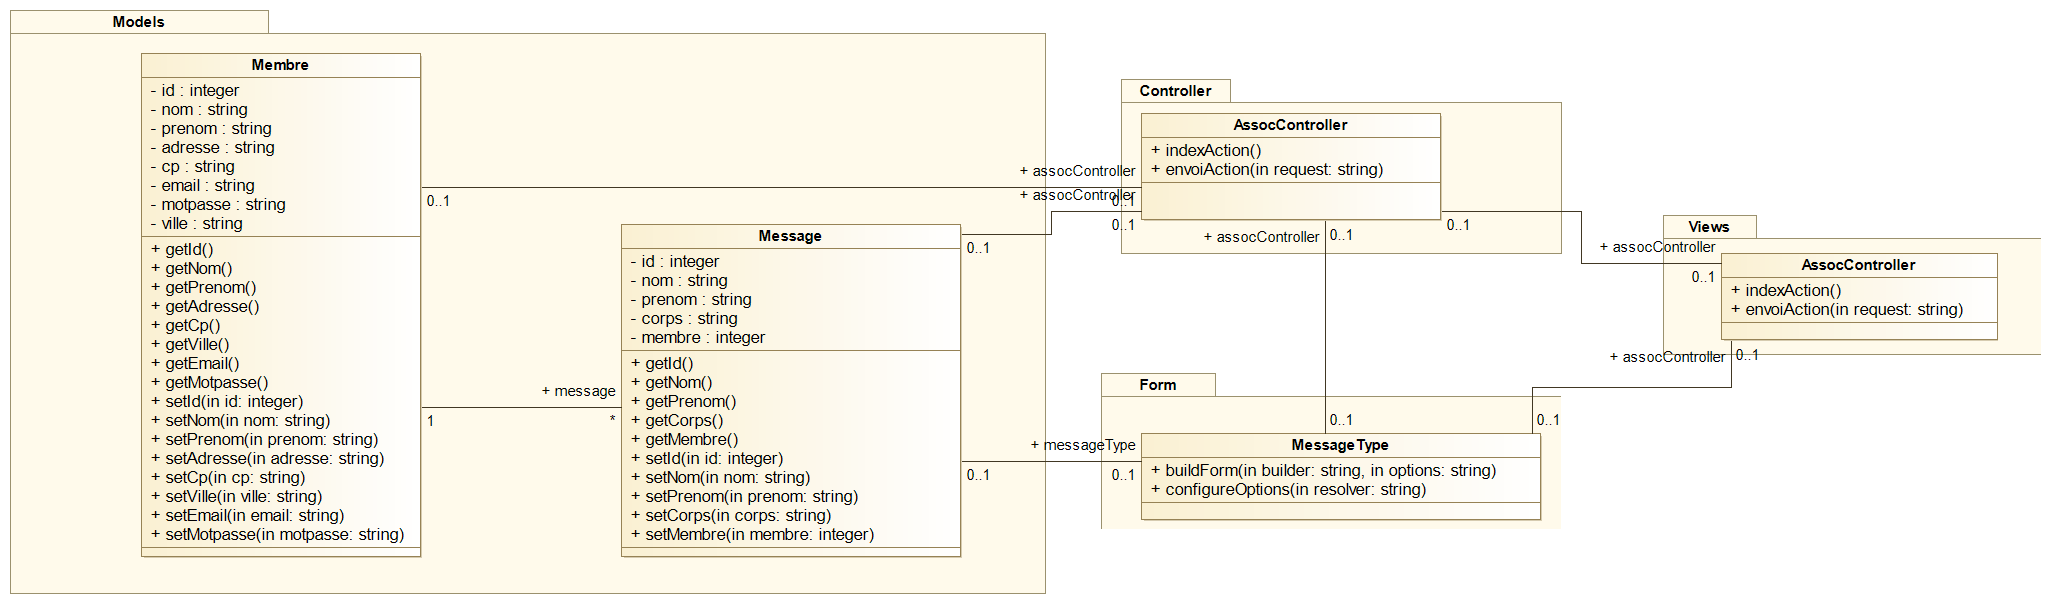 Models
Membre
- id : integer
- nom : string
- prenom : string
- adresse : string
- cp : string
- email : string
- motpasse : string
- ville : string
+ getId()
+ getNom()
+ getPrenom()
+ getAdresse()
+ getCp()
+ getVille()
+ getEmail()
+ getMotpasse()
+ setId(in id: integer)
+ setNom(in nom: string)
+ setPrenom(in prenom: string)
+ setAdresse(in adresse: string)
+ setCp(in cp: string)
+ setVille(in ville: string)
+ setEmail(in email: string)
+ setMotpasse(in motpasse: string)
0..1
1
+ message
*
Message
- id : integer
- nom : string
- prenom : string
- corps : string
- membre : integer
+ getId()
+ getNom()
+ getPrenom()
+ getCorps()
+ getMembre()
+ setId(in id: integer)
+ setNom(in nom: string)
+ setPrenom(in prenom: string)
+ setCorps(in corps: string)
+ setMembre(in membre: integer)
0..1
0..1
+ assocController
+ assocController
0..1
0..1
Controller
AssocController
+ indexAction()
+ envoiAction(in request: string)
+ assocController
0..1
0..1
+ assocController
0..1
Views
AssocController
+ indexAction()
+ envoiAction(in request: string)
+ assocController
0..1
Form
0..1
0..1
+ messageType
0..1
MessageType
+ buildForm(in builder: string, in options: string)
+ configureOptions(in resolver: string)